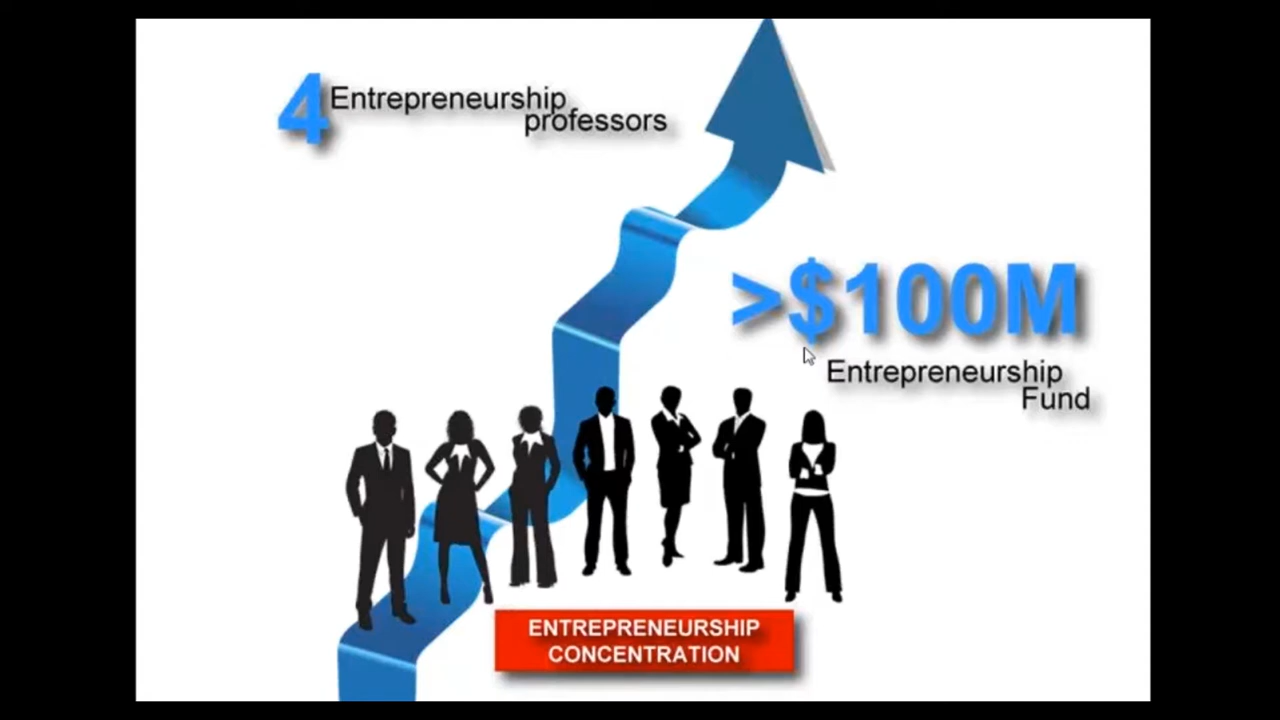 4 Entrepreneurship
professors
>$100M
Entrepreneurship
Fund
ENTREPRENEURSHIP
CONCENTRATION